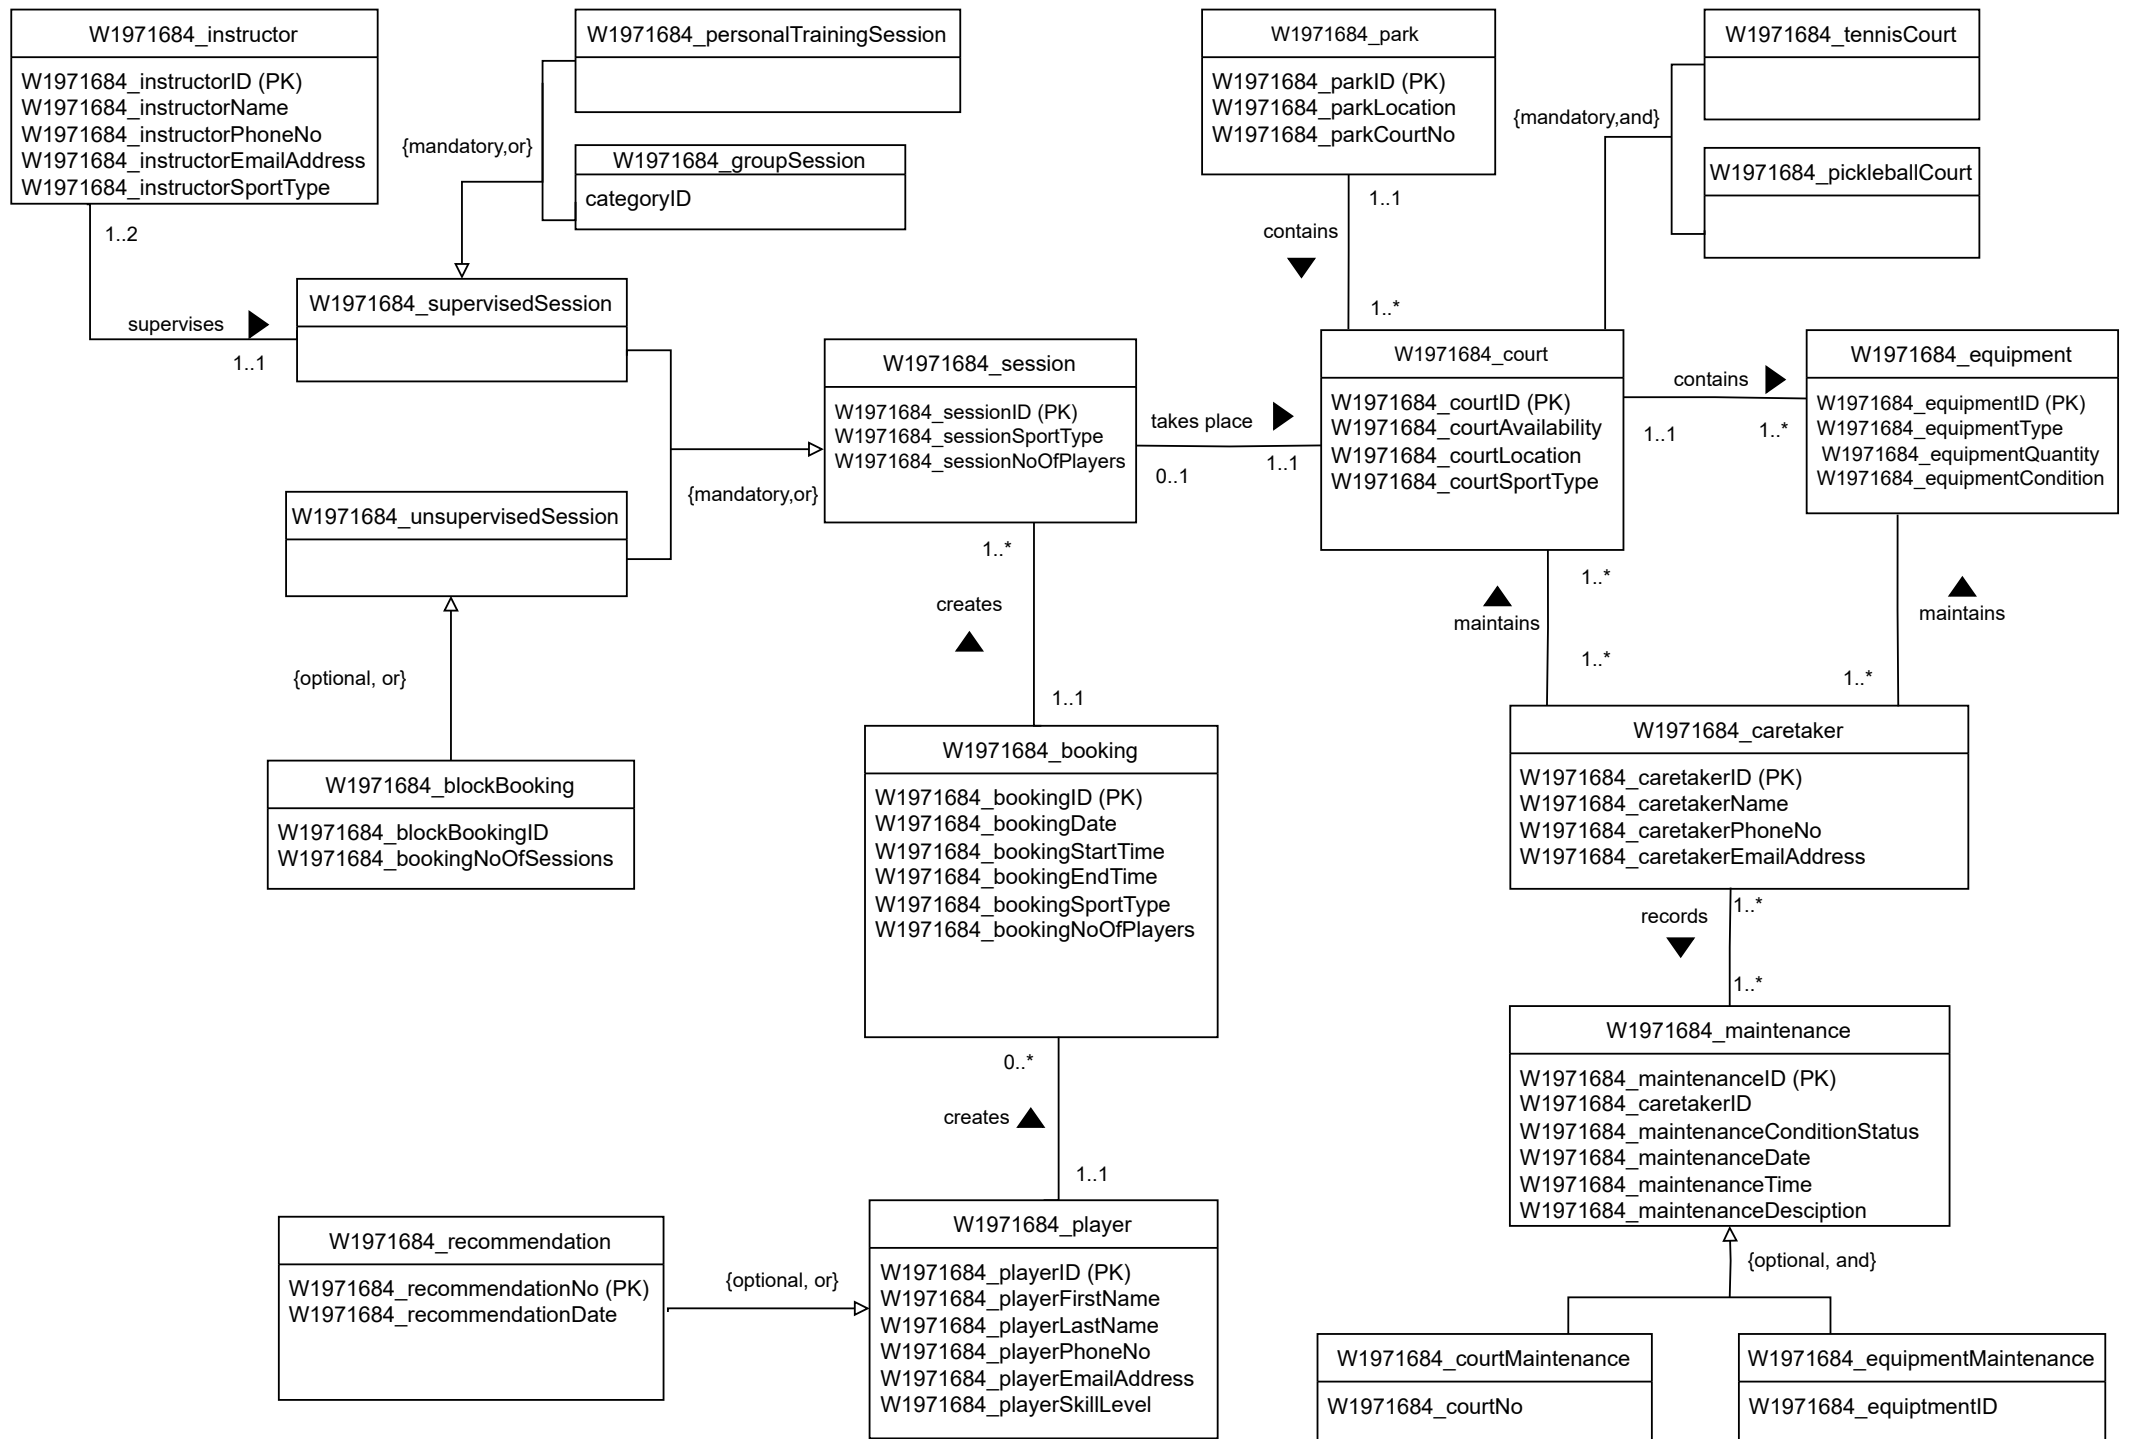 W1971684_instructor
W1971684_instructorID (PK)
W1971684_instructorName
W1971684_instructorPhoneNo
W1971684_instructorEmailAddress
W1971684_instructorSportType
1..2
supervises
1..1
W1971684_personalTrainingSession
{mandatory,or}
W1971684_groupSession
categoryID
W1971684_supervisedSession
W1971684_unsupervisedSession
{mandatory,or}
{optional, or}
W1971684_blockBooking
W1971684_blockBookingID
W1971684_bookingNoOfSessions
W1971684_session
W1971684_sessionID (PK)
W1971684_sessionSportType
W1971684_sessionNoOfPlayers
takes place
0..1
1..1
1..*
creates
1..1
W1971684_booking
W1971684_bookingID (PK)
W1971684_bookingDate
W1971684_bookingStartTime
W1971684_bookingEndTime
W1971684_bookingSportType
W1971684_bookingNoOfPlayers
0..*
creates
1..1
W1971684_recommendation
W1971684_recommendationNo (PK)
W1971684_recommendationDate
{optional, or}
W1971684_player
W1971684_playerID (PK)
W1971684_playerFirstName
W1971684_playerLastName
W1971684_playerPhoneNo
W1971684_playerEmailAddress
W1971684_playerSkillLevel
W1971684_park
W1971684_parkID (PK)
W1971684_parkLocation
W1971684_parkCourtNo
1..1
contains
1..*
{mandatory,and}
W1971684_tennisCourt
W1971684_pickleballCourt
W1971684_court
W1971684_courtID (PK)
W1971684_courtAvailability
W1971684_courtLocation
W1971684_courtSportType
contains
1..1
1..*
W1971684_equipment
W1971684_equipmentID (PK)
W1971684_equipmentType
W1971684_equipmentQuantity
W1971684_equipmentCondition
1..*
maintains
1..*
maintains
1..*
W1971684_caretaker
W1971684_caretakerID (PK)
W1971684_caretakerName
W1971684_caretakerPhoneNo
W1971684_caretakerEmailAddress
1..*
records
1..*
W1971684_maintenance
W1971684_maintenanceID (PK)
W1971684_caretakerID
W1971684_maintenanceConditionStatus
W1971684_maintenanceDate
W1971684_maintenanceTime
W1971684_maintenanceDesciption
{optional, and}
W1971684_courtMaintenance
W1971684_courtNo
W1971684_equipmentMaintenance
W1971684_equiptmentID